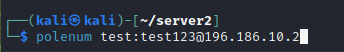 ┌──(kali㉿kali)-[~/server2]
└─$ polenum test:test123@196.186.10.2